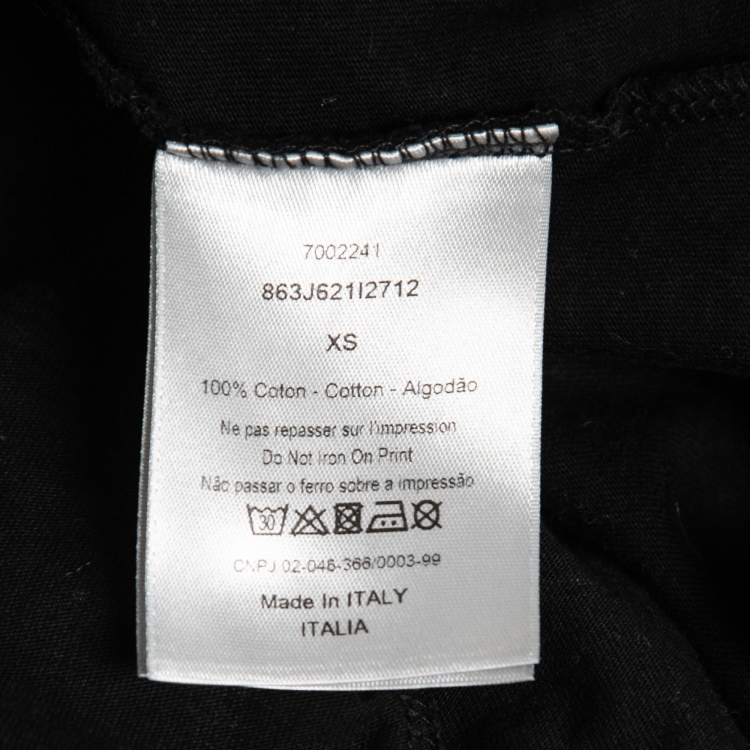 7002241
863J621I2712
XS
100% Coton - Cotton - Algodão
Ne pas repasser sur l'impression
Do Not Iron On Print
Não passar o ferro sobre a impressão
30
CNPJ 02-046-366/0003-99
Made In ITALY
ITALIA